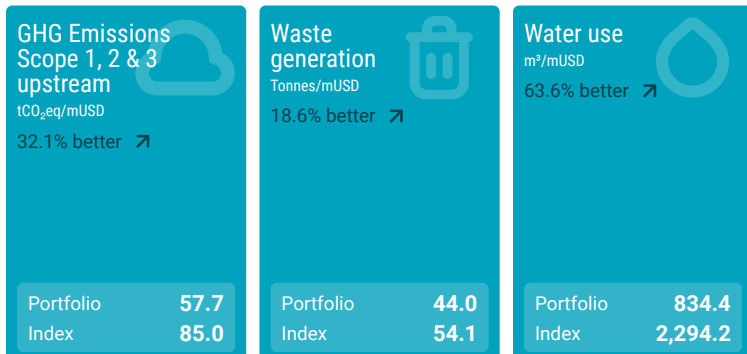 GHG Emissions
Scope 1, 2 & 3
upstream
tCO₂eq/mUSD
32.1% better
Portfolio 57.7
Index 85.0
Waste
generation
Tonnes/mUSD
18.6% better
Portfolio 44.0
Index 54.1
Water use
m³/mUSD
63.6% better
Portfolio 834.4
Index 2,294.2